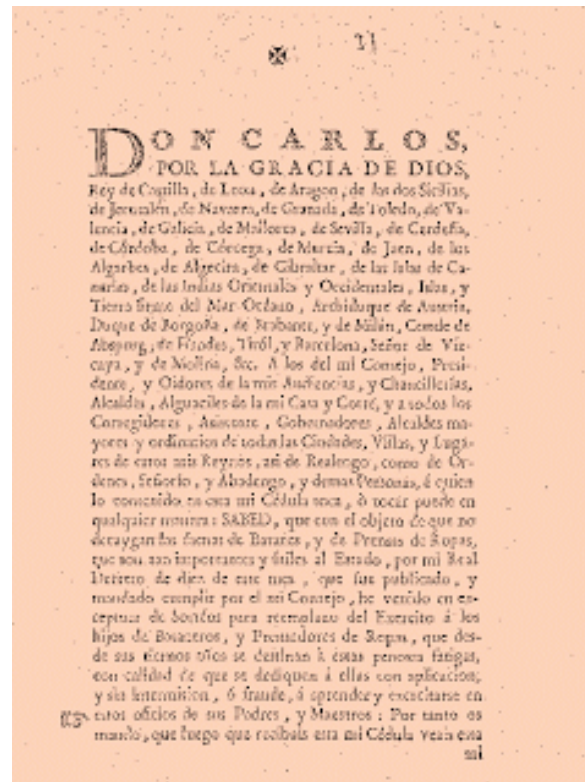 21
DON CARLOS,
POR LA GRACIA DE DIOS,
Rey de Castilla, de Leon, de Aragon, de las dos Sicilias,
de Jerusalén, de Navarra, de Granada, de Toledo, de Va-
lencia, de Galicia, de Mallorca, de Sevilla, de Cerdeña,
de Córdoba, de Córcega, de Murcia, de Jaen, de los
Algarbes, de Algecira, de Gibraltar, de las Islas de Ca-
narias, de las Indias Orientales y Occidentales, Islas, y
Tierra firme del Mar Océano, Archiduque de Austria,
Duque de Borgoña, de Brabante, y de Milán, Conde de
Abspurg, de Flandes, Tiról, y Barcelona, Señor de Viz-
caya, y de Molina, &c. A los del mi Consejo, Presi-
dente, y Oidores de las mis Audiencias, y Chancillerías,
Alcaldes, Alguaciles de la mi Casa y Corte, y a todos los
Corregidores, Asistente, Gobernadores, Alcaldes ma-
yores y ordinarios de todas las Ciudades, Villas, y Luga-
res de estos mis Reynos, asi de Realengo, como de Or-
denes, Señorío, y Abadengo, y demas Personas, á quien
lo contenido en esta mi Cédula toca, ò tocar puede en
qualquier manera: SABED, que con el objeto de que no
decaygan las faenas de Batanes, y de Prensas de Ropas,
que son tan importantes y útiles al Estado, por mi Real
Decreto de diez de este mes, que fue publicado, y
mandado cumplir por el mi Consejo, he venido en ex-
ceptuar de sorteos para reemplazo del Exercito á los
hijos de Bataneros, y Prensadores de Ropas, que des-
de sus tiernos años se destinan à estas penosas fatigas,
con calidad de que se dediquen á ellas con aplicacion;
y sin intermision, ó fraude, á aprender y exercitarse en
estos oficios de sus Padres, y Maestros: Por tanto os
mando, que luego que recibais esta mi Cédula veais esta
mi